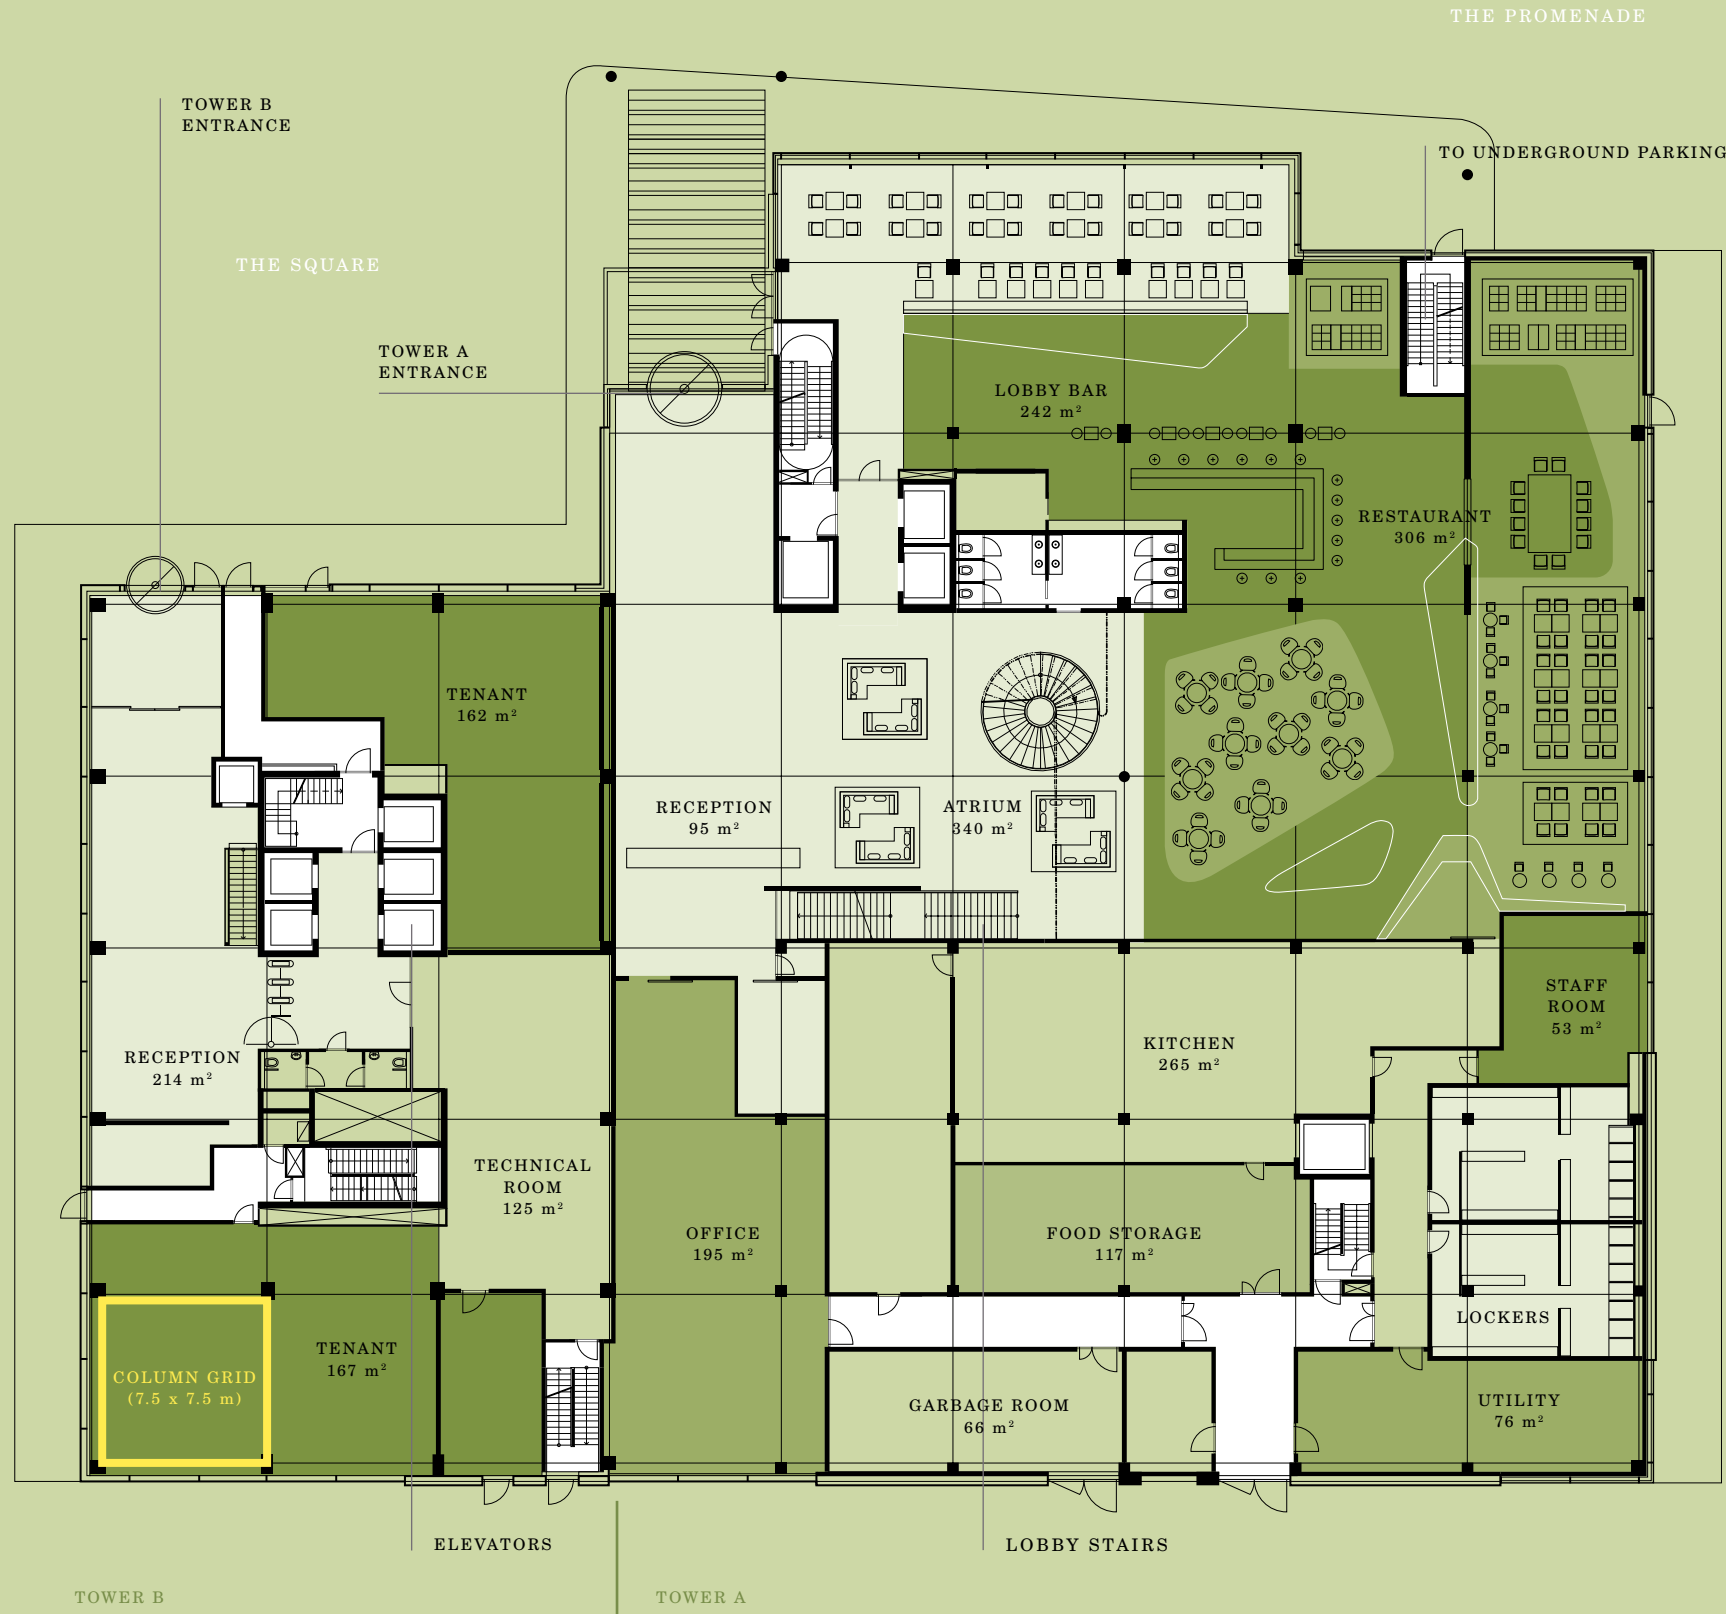 THE PROMENADE
TOWER B
ENTRANCE
TO UNDERGROUND PARKING
THE SQUARE
TOWER A
ENTRANCE
LOBBY BAR
242 m²
RESTAURANT
306 m²
TENANT
162 m²
RECEPTION
95 m²
ATRIUM
340 m²
STAFF
ROOM
53 m²
KITCHEN
265 m²
RECEPTION
214 m²
TECHNICAL
ROOM
125 m²
OFFICE
195 m²
FOOD STORAGE
117 m²
LOCKERS
TENANT
167 m²
COLUMN GRID
(7.5 x 7.5 m)
GARBAGE ROOM
66 m²
UTILITY
76 m²
ELEVATORS
LOBBY STAIRS
TOWER B
TOWER A